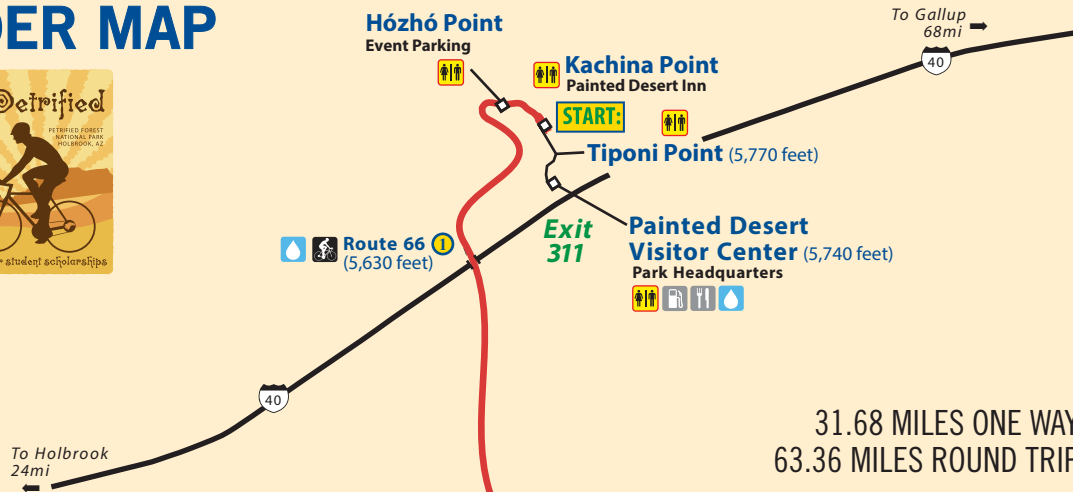 DER MAP
Petrified
PETRIFIED FOREST
NATIONAL PARK
HOLBROOK, AZ
student scholarships
Hózhó Point
Event Parking
Kachina Point
Painted Desert Inn
START:
To Gallup
68mi
40
Tiponi Point (5,770 feet)
Exit
311
Painted Desert
Visitor Center (5,740 feet)
Park Headquarters
Route 66 1
(5,630 feet)
40
To Holbrook
24mi
31.68 MILES ONE WAY
63.36 MILES ROUND TRIP